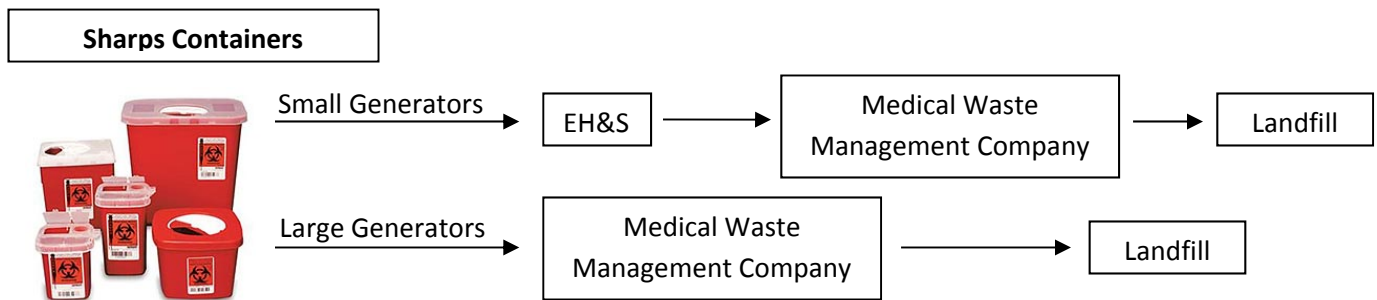 Sharps Containers
Small Generators
EH&S
Medical Waste
Management Company
Landfill
Large Generators
Medical Waste
Management Company
Landfill